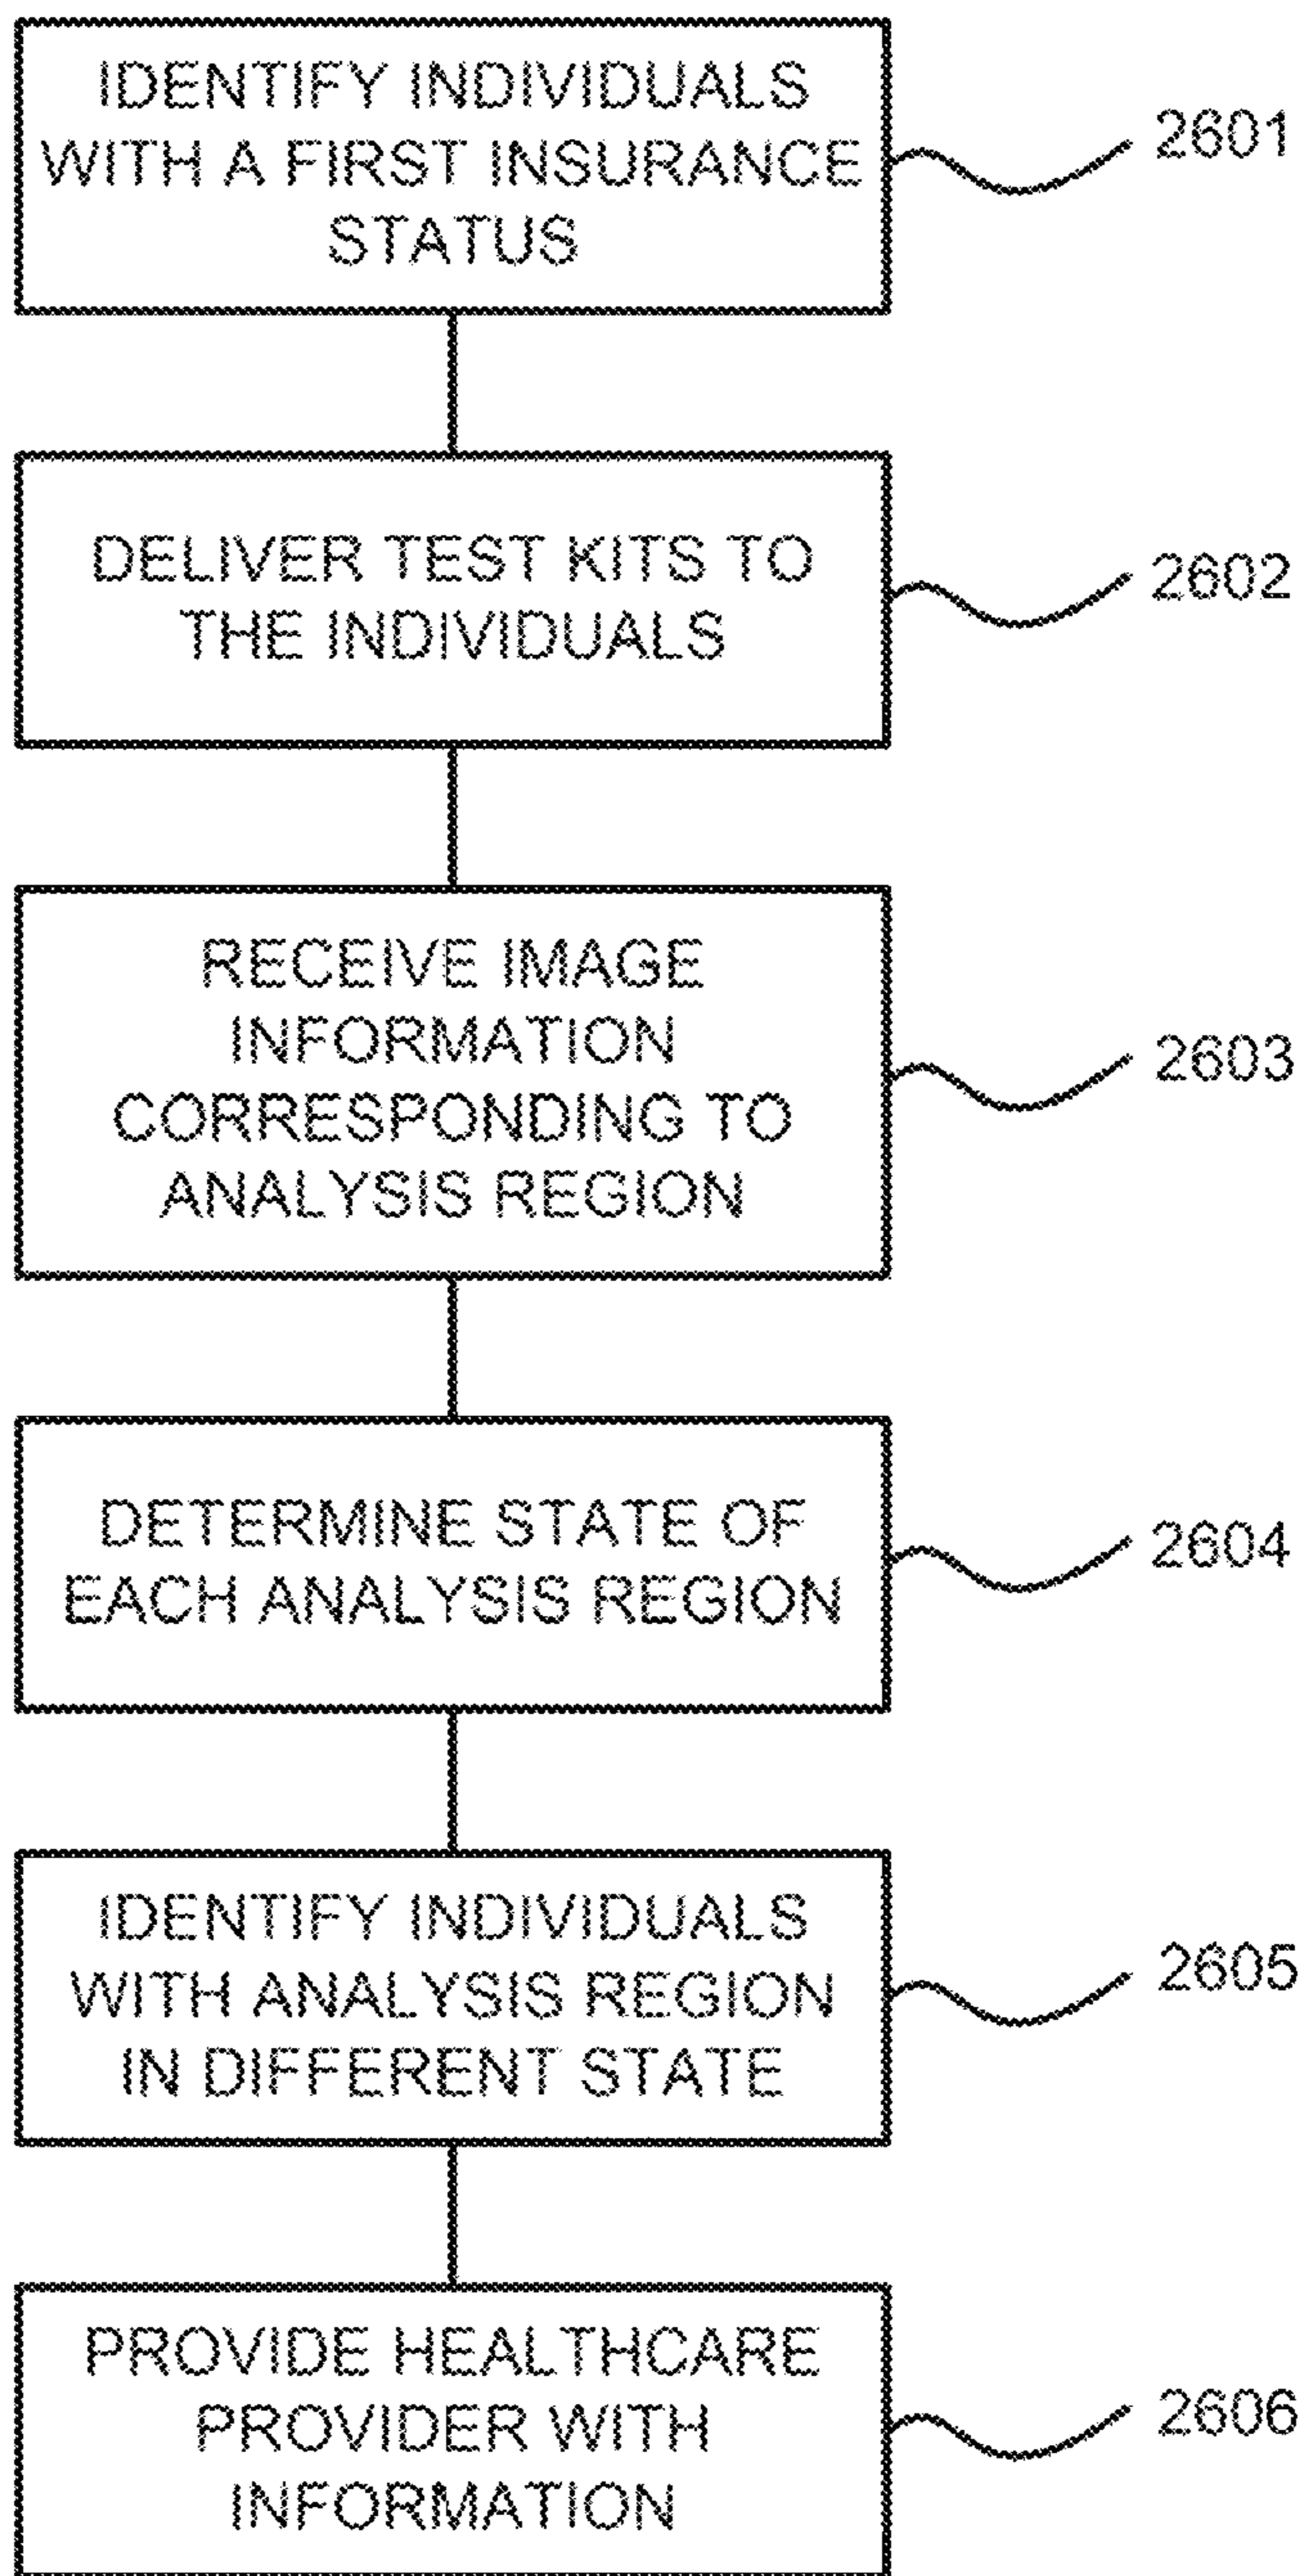 IDENTIFY INDIVIDUALS
WITH A FIRST INSURANCE
STATUS
2601
DELIVER TEST KITS TO
THE INDIVIDUALS
2602
RECEIVE IMAGE
INFORMATION
CORRESPONDING TO
ANALYSIS REGION
2603
DETERMINE STATE OF
EACH ANALYSIS REGION
2604
IDENTIFY INDIVIDUALS
WITH ANALYSIS REGION
IN DIFFERENT STATE
2605
PROVIDE HEALTHCARE
PROVIDER WITH
INFORMATION
2606